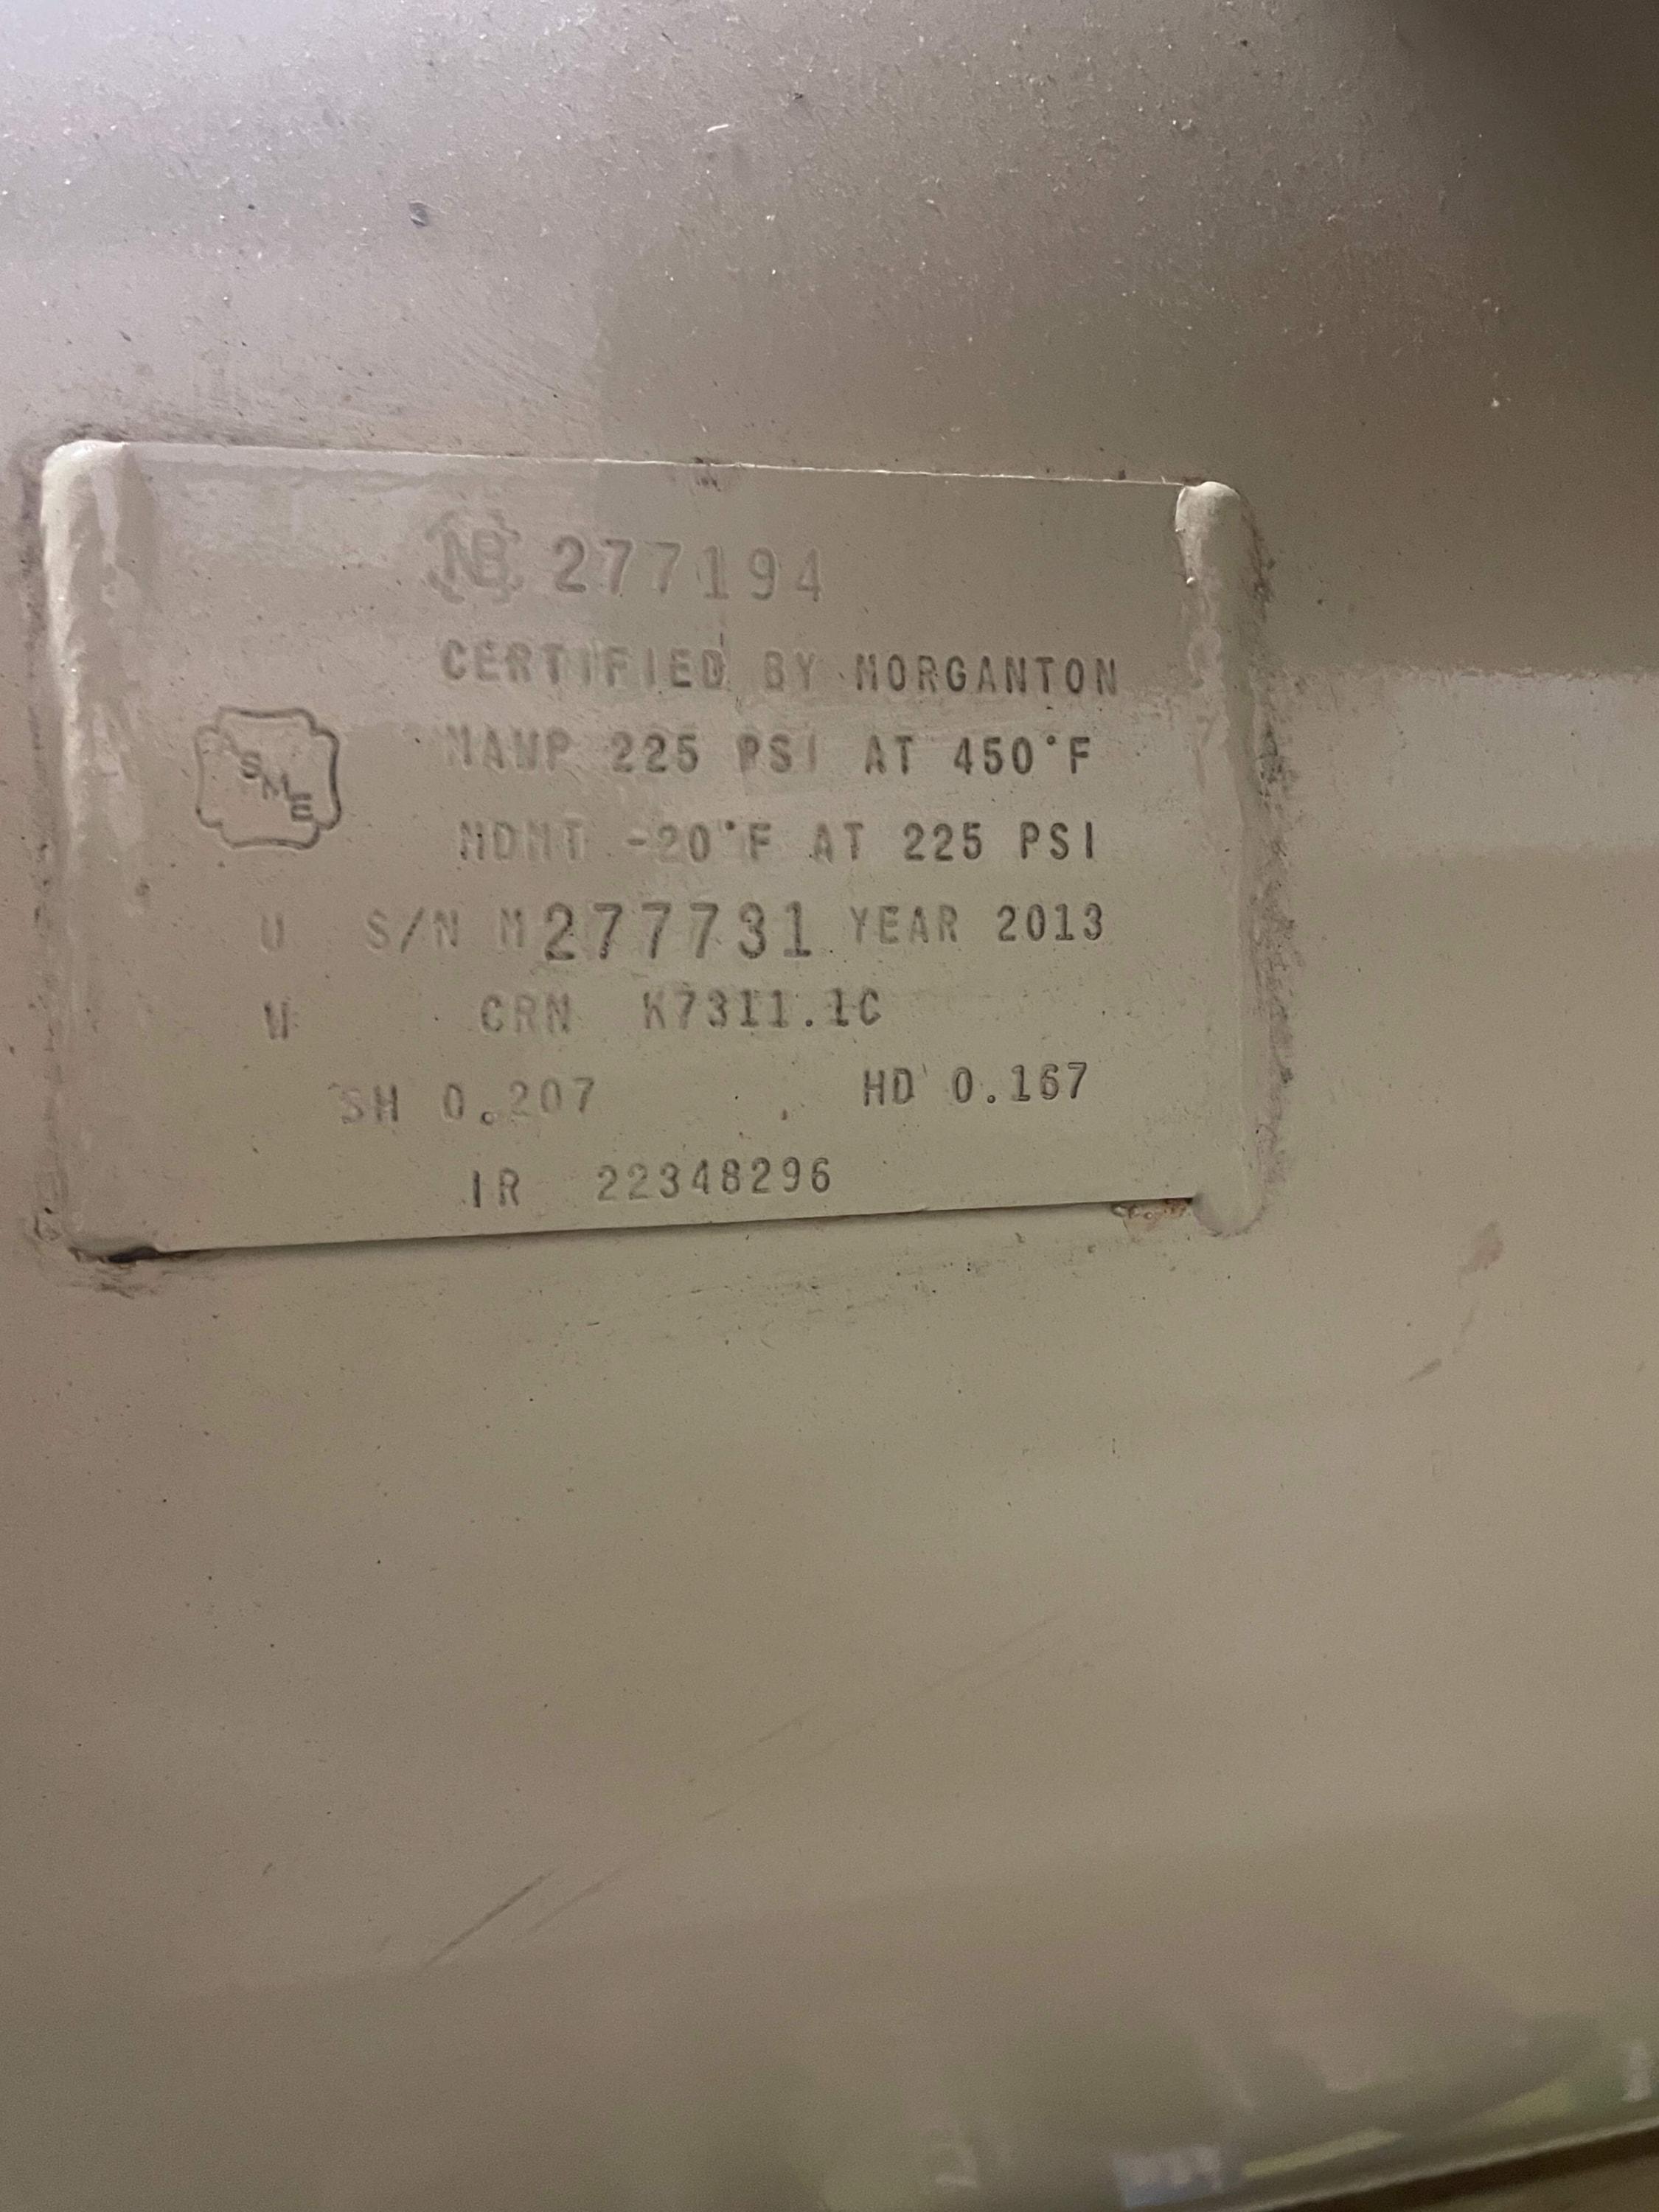 NB 277194
CERTIFIED BY MORGANTON
ASME
MAWP 225 PSI AT 450°F
MDMT -20°F AT 225 PSI
U S/N M277731 YEAR 2013
W CRN K7311.1C
SH 0.207 HD 0.167
IR 22348296